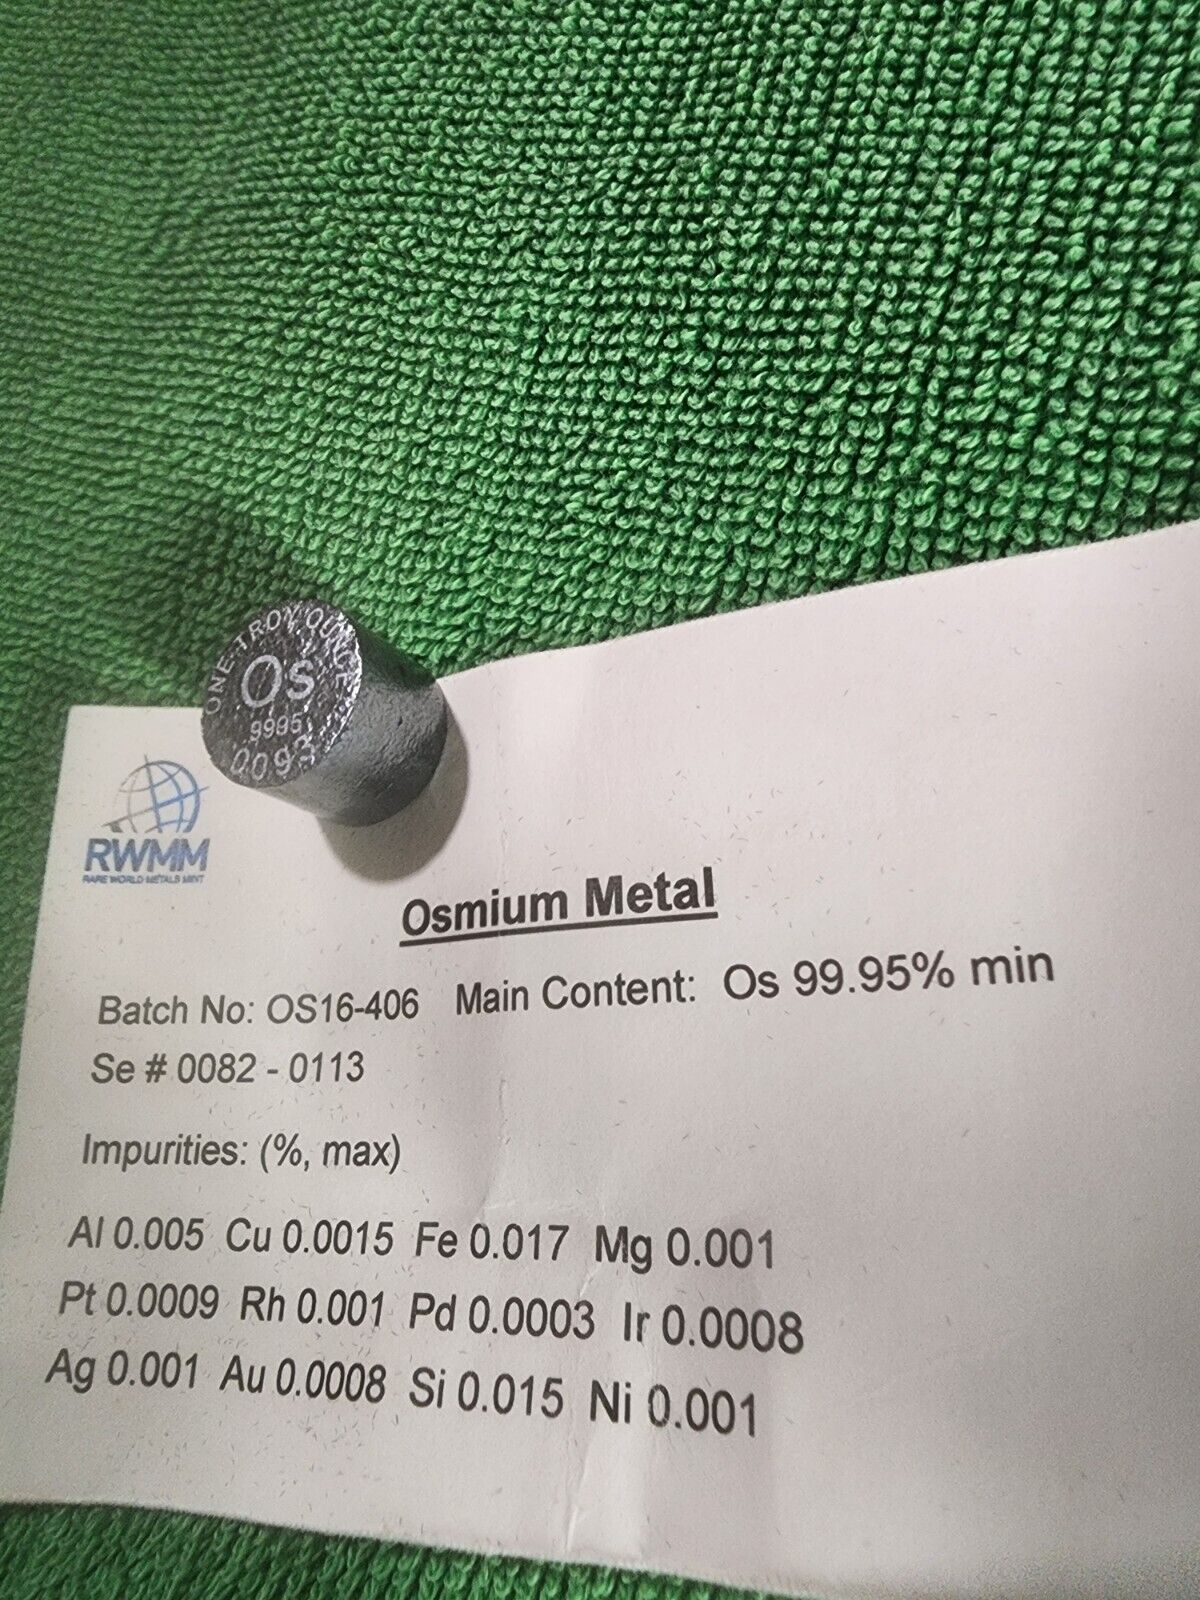 ONE TROY OUNCE
Os
9995
0093
RWMM
RARE WORLD METALS MINT
Osmium Metal
Batch No: OS16-406 Main Content: Os 99.95% min
Se # 0082 - 0113
Impurities: (%, max)
Al 0.005 Cu 0.0015 Fe 0.017 Mg 0.001
Pt 0.0009 Rh 0.001 Pd 0.0003 Ir 0.0008
Ag 0.001 Au 0.0008 Si 0.015 Ni 0.001